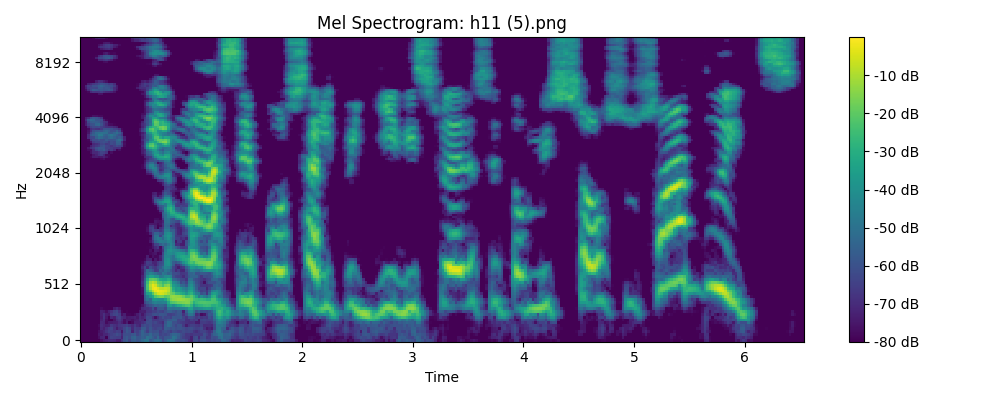 Mel Spectrogram: h11 (5).png
Hz
8192
4096
2048
1024
512
0
0 1 2 3 4 5 6
Time
-10 dB
-20 dB
-30 dB
-40 dB
-50 dB
-60 dB
-70 dB
-80 dB